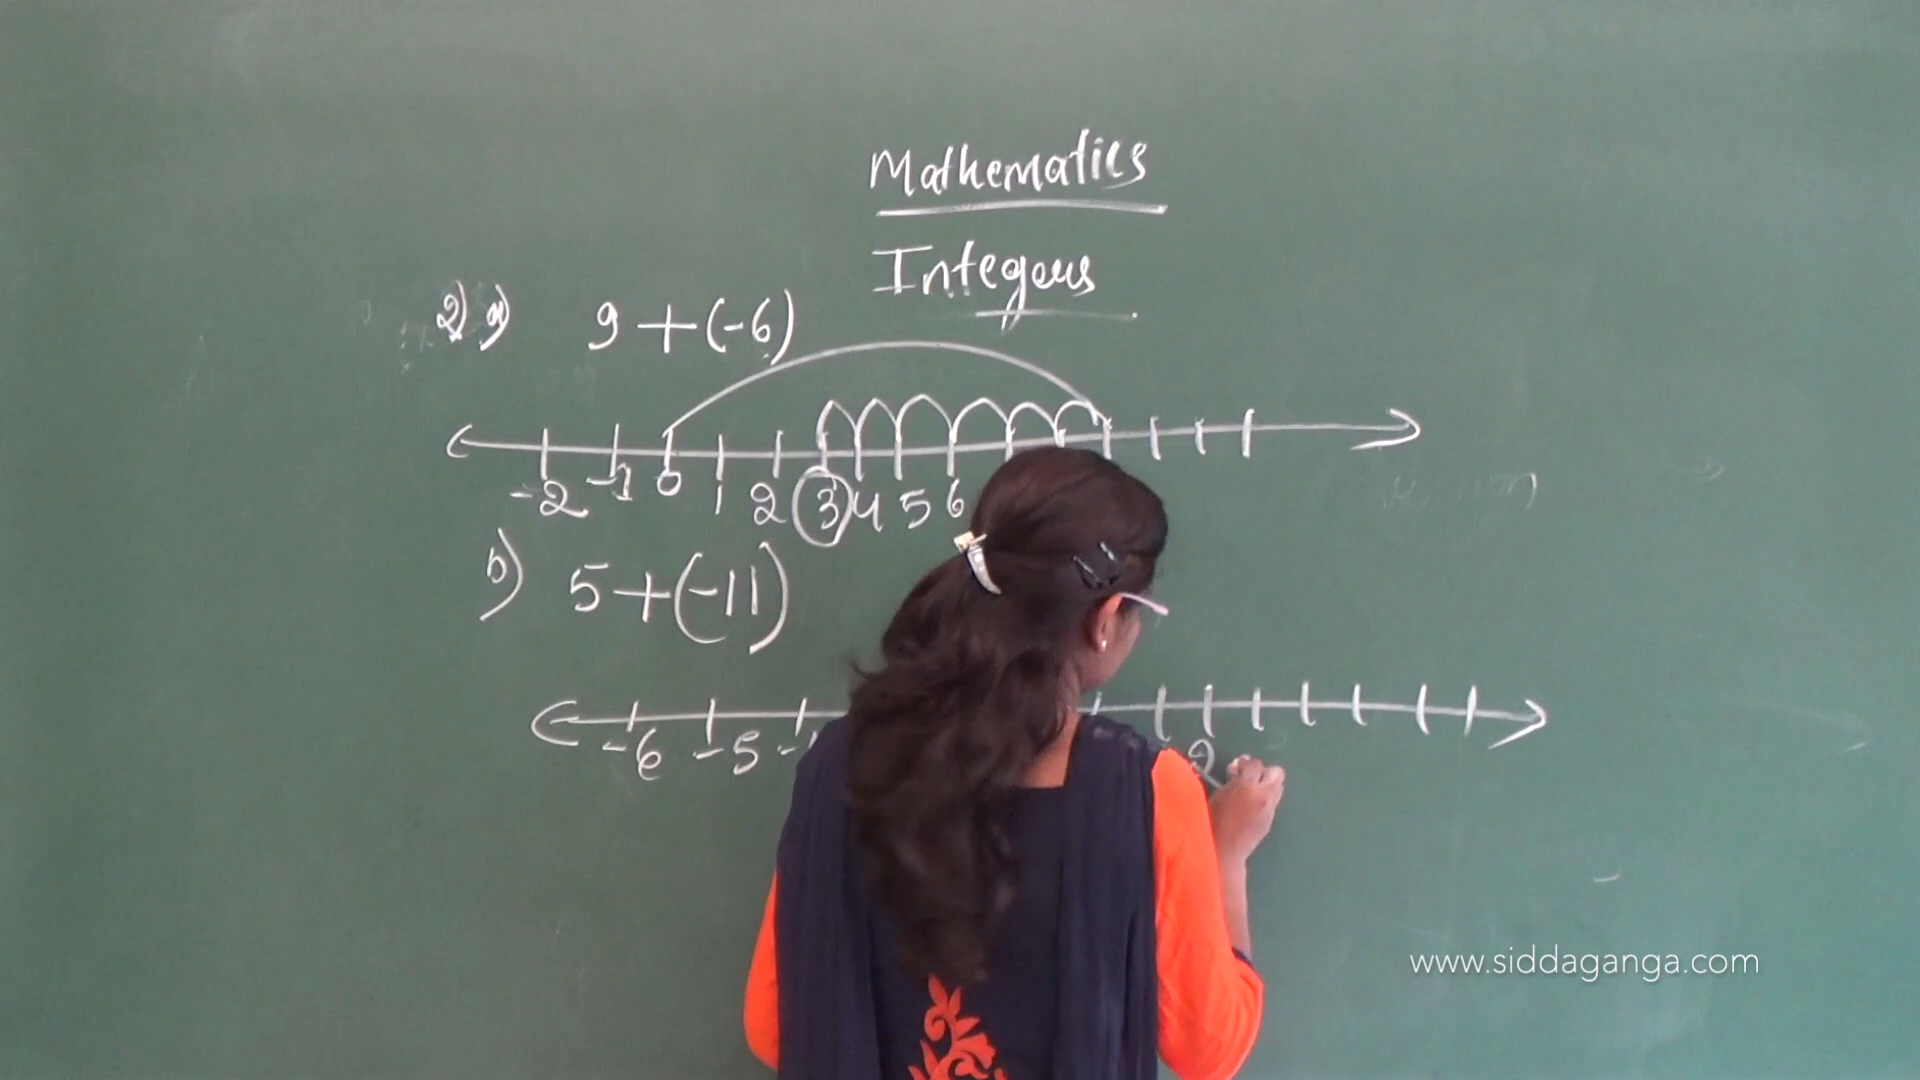 Mathematics
Integers
2) a) 9 + (-6)
-2 -1 0 1 2 3 4 5 6
b) 5 + (-11)
-6 -5 2
www.siddaganga.com